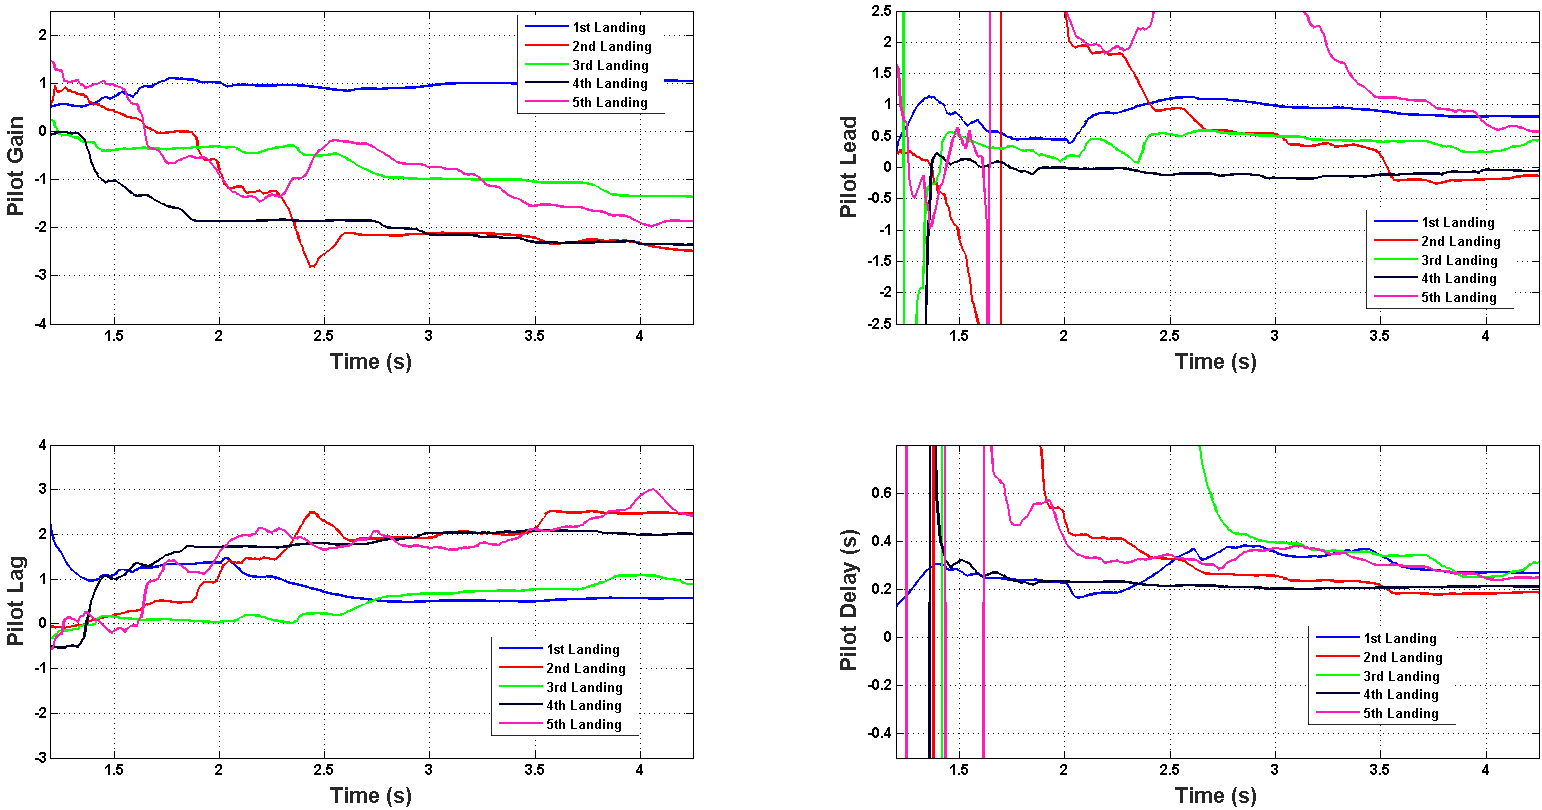 2
1
0
-1
-2
-3
-4
Pilot Gain
1st Landing
2nd Landing
3rd Landing
4th Landing
5th Landing
1.5 2 2.5 3 3.5 4
Time (s)
2.5
2
1.5
1
0.5
0
-0.5
-1
-1.5
-2
-2.5
Pilot Lead
1st Landing
2nd Landing
3rd Landing
4th Landing
5th Landing
1.5 2 2.5 3 3.5 4
Time (s)
4
3
2
1
0
-1
-2
-3
Pilot Lag
1st Landing
2nd Landing
3rd Landing
4th Landing
5th Landing
1.5 2 2.5 3 3.5 4
Time (s)
0.6
0.4
0.2
0
-0.2
-0.4
Pilot Delay (s)
1st Landing
2nd Landing
3rd Landing
4th Landing
5th Landing
1.5 2 2.5 3 3.5 4
Time (s)